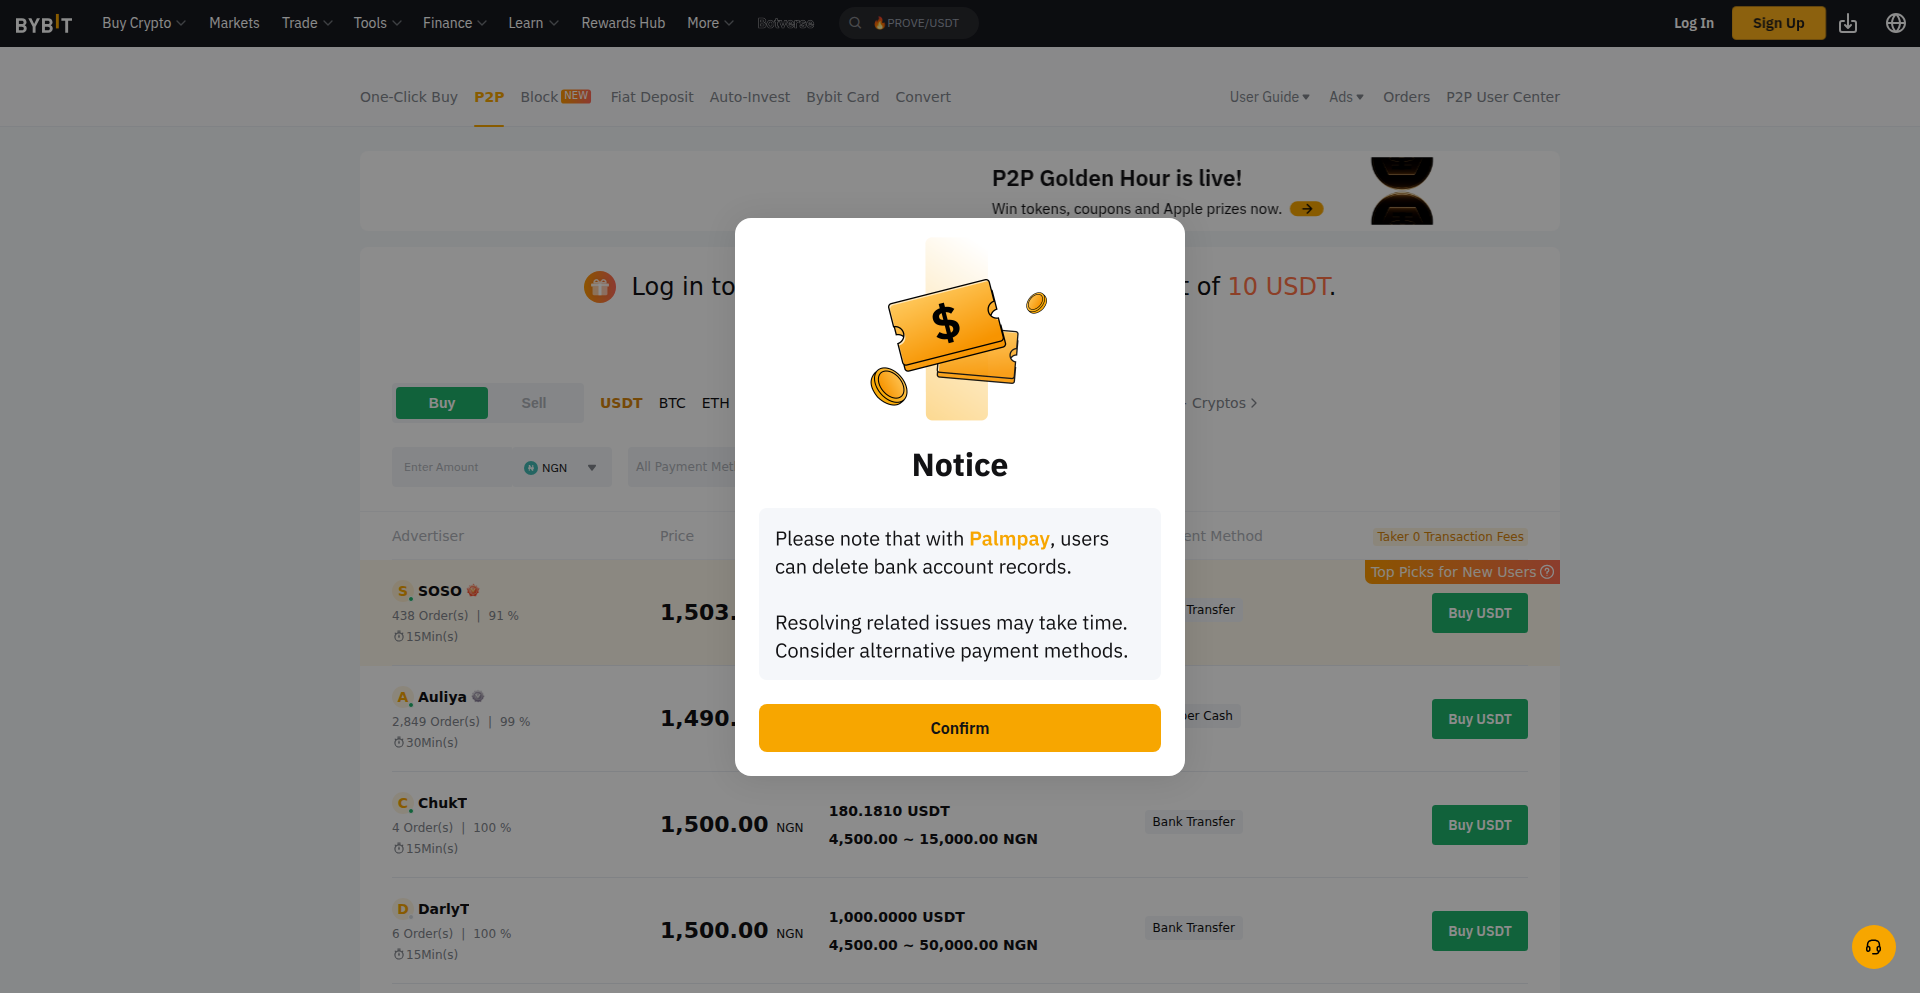 BYBIT Buy Crypto Markets Trade Tools Finance Learn Rewards Hub More Botverse PROVE/USDT Log In Sign Up
One-Click Buy P2P Block NEW Fiat Deposit Auto-Invest Bybit Card Convert User Guide Ads Orders P2P User Center
P2P Golden Hour is live!
Win tokens, coupons and Apple prizes now.
Log in to
of 10 USDT.
Buy Sell USDT BTC ETH Cryptos
Enter Amount NGN All Payment
Notice
Please note that with Palmpay, users
can delete bank account records.
Resolving related issues may take time.
Consider alternative payment methods.
Confirm
Advertiser Price Method Taker 0 Transaction Fees
Top Picks for New Users
S SOSO
438 Order(s) | 91 %
15Min(s)
1,503.
Transfer
Buy USDT
A Auliya
2,849 Order(s) | 99 %
30Min(s)
1,490.
Cash
Buy USDT
C ChukT
4 Order(s) | 100 %
15Min(s)
1,500.00 NGN
180.1810 USDT
4,500.00 ~ 15,000.00 NGN
Bank Transfer
Buy USDT
D DarlyT
6 Order(s) | 100 %
15Min(s)
1,500.00 NGN
1,000.0000 USDT
4,500.00 ~ 50,000.00 NGN
Bank Transfer
Buy USDT